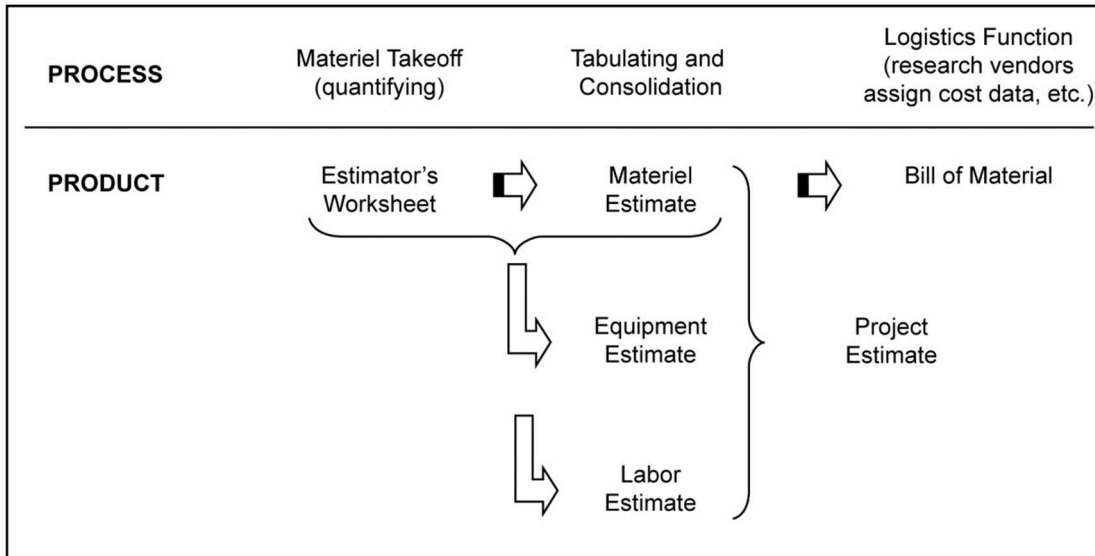 PROCESS
Materiel Takeoff
(quantifying)
Tabulating and
Consolidation
Logistics Function
(research vendors
assign cost data, etc.)
PRODUCT
Estimator's
Worksheet
Materiel
Estimate
Bill of Material
Equipment
Estimate
Project
Estimate
Labor
Estimate